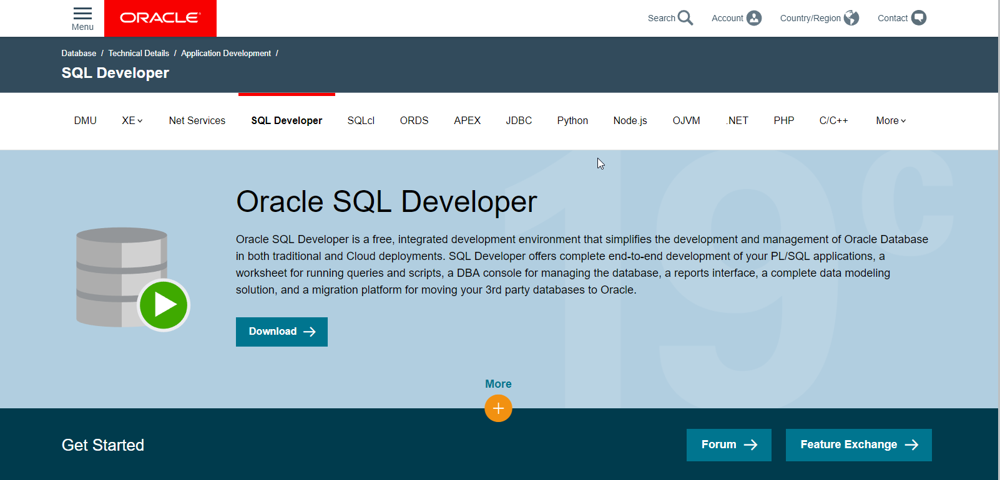 Menu
ORACLE
Search
Account
Country/Region
Contact
Database / Technical Details / Application Development /
SQL Developer
DMU XE Net Services SQL Developer SQLcl ORDS APEX JDBC Python Node.js OJVM .NET PHP C/C++ More
19c
Oracle SQL Developer
Oracle SQL Developer is a free, integrated development environment that simplifies the development and management of Oracle Database
in both traditional and Cloud deployments. SQL Developer offers complete end-to-end development of your PL/SQL applications, a
worksheet for running queries and scripts, a DBA console for managing the database, a reports interface, a complete data modeling
solution, and a migration platform for moving your 3rd party databases to Oracle.
Download
More
Get Started
Forum
Feature Exchange